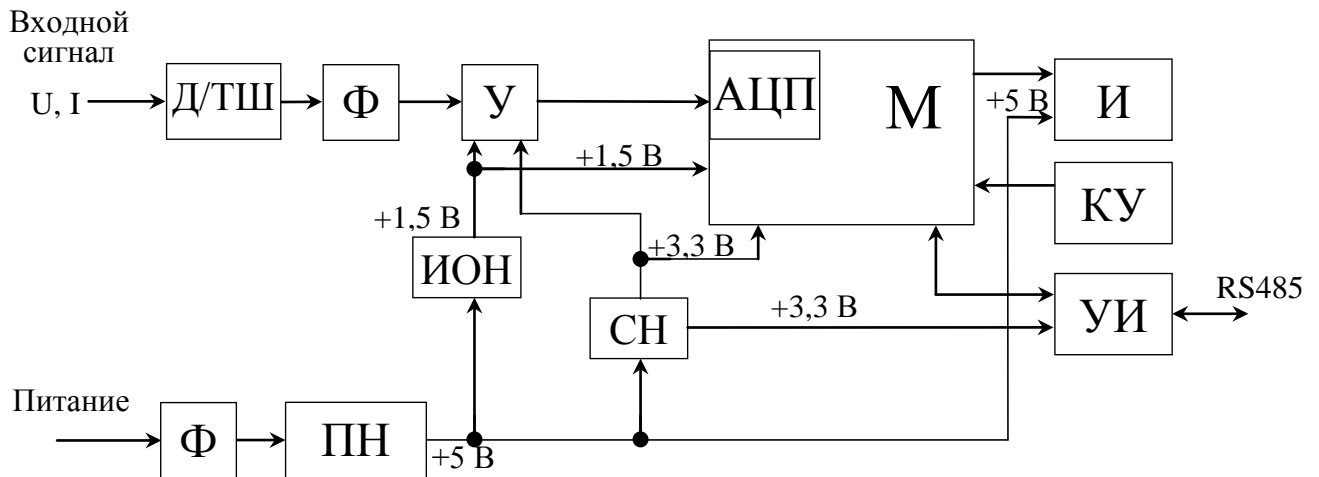 Входной
сигнал
U, I
Д/ТШ
Ф
У
АЦП
М
+5 В
И
+1,5 В
КУ
+1,5 В
ИОН
+3,3 В
СН
+3,3 В
УИ
RS485
Питание
Ф
ПН
+5 В